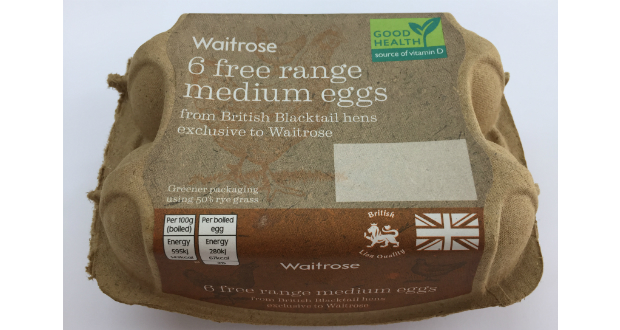 Waitrose
6 free range
medium eggs
from British Blacktail hens
exclusive to Waitrose
GOOD
HEALTH
source of vitamin D
Greener packaging
using 50% rye grass
Per 100g
(boiled)
Energy
595kJ
Per boiled
egg
Energy
280kJ
British
Lion Quality
Waitrose
6 free range medium eggs
from British Blacktail hens
exclusive to Waitrose